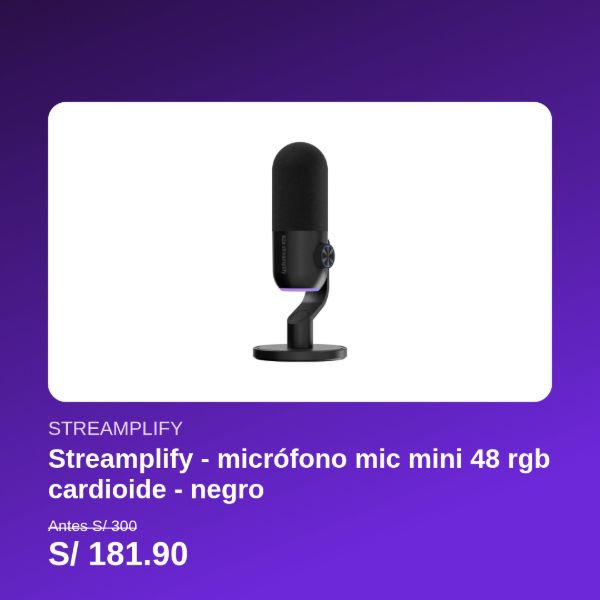 STREAMPLIFY
Streamplify - micrófono mic mini 48 rgb
cardioide - negro
Antes S/ 300
S/ 181.90